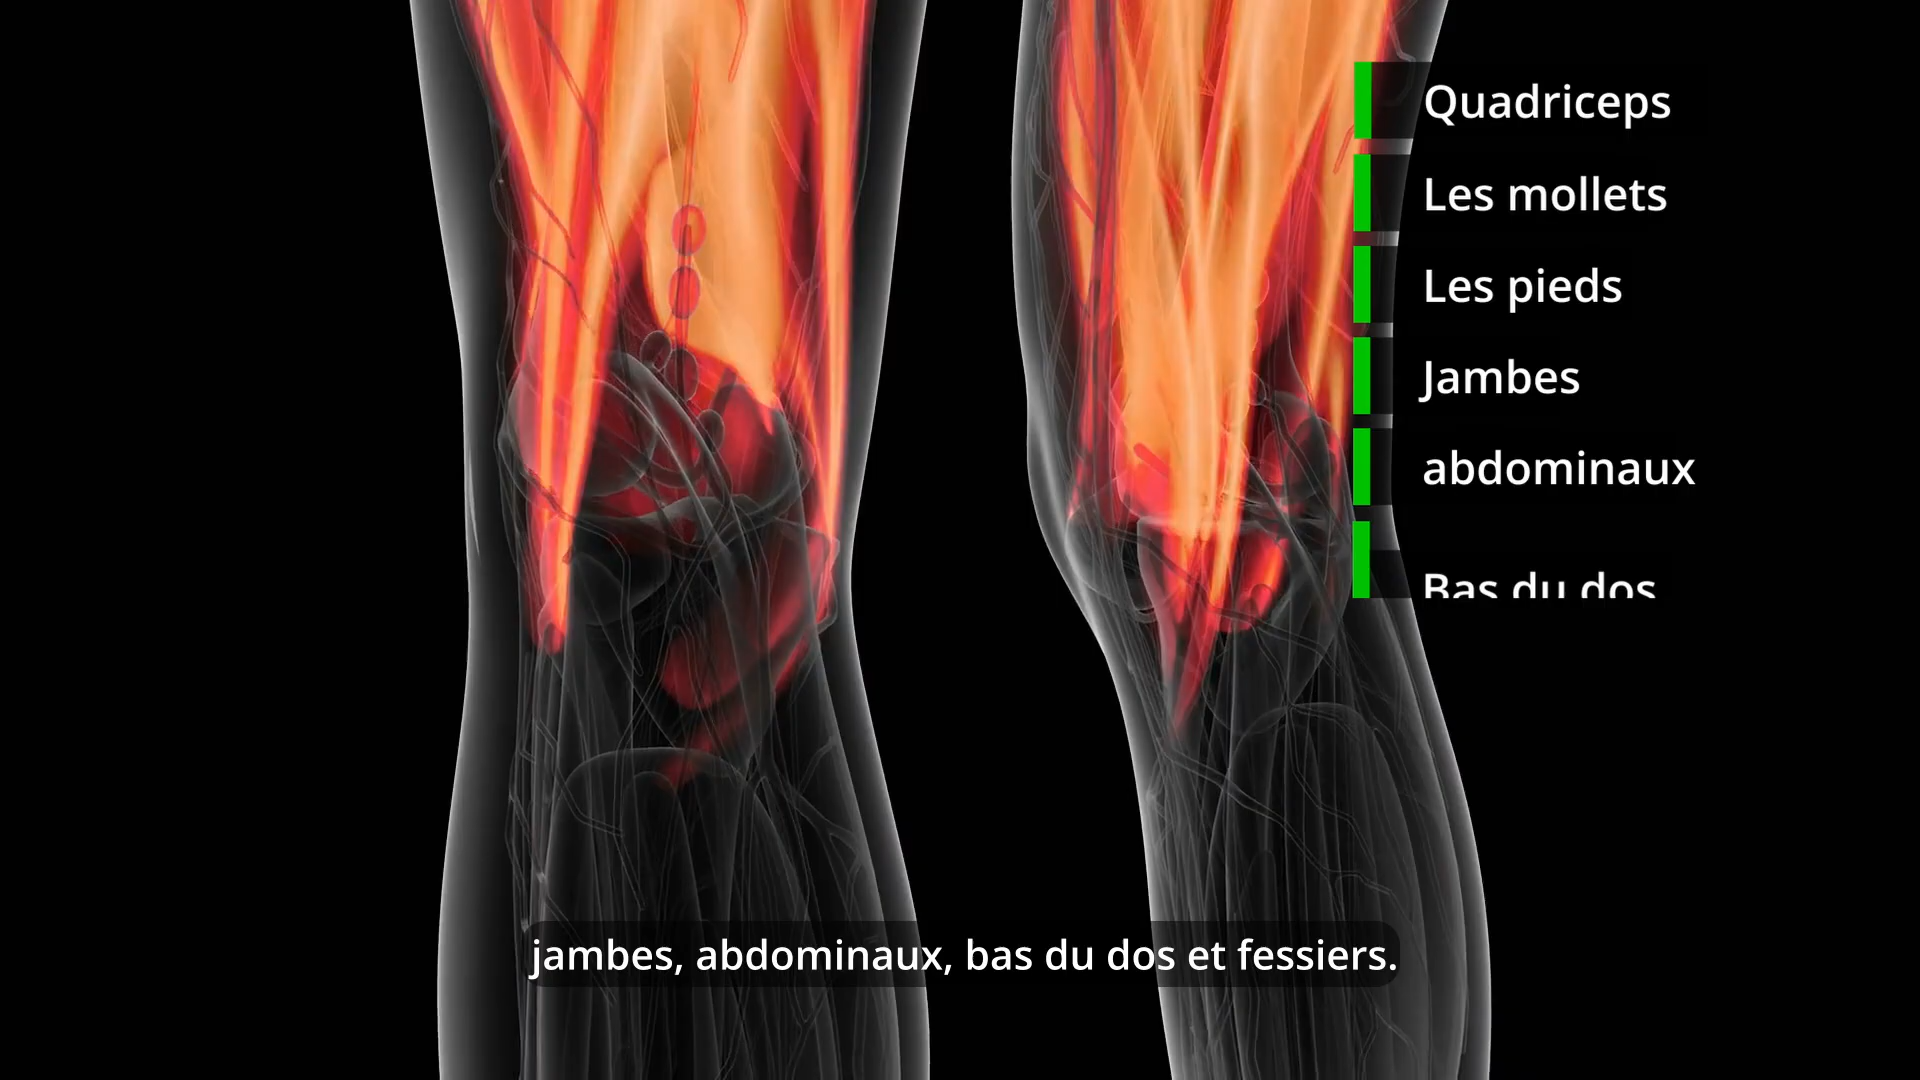 Quadriceps
Les mollets
Les pieds
Jambes
abdominaux
Bas du dos
jambes, abdominaux, bas du dos et fessiers.